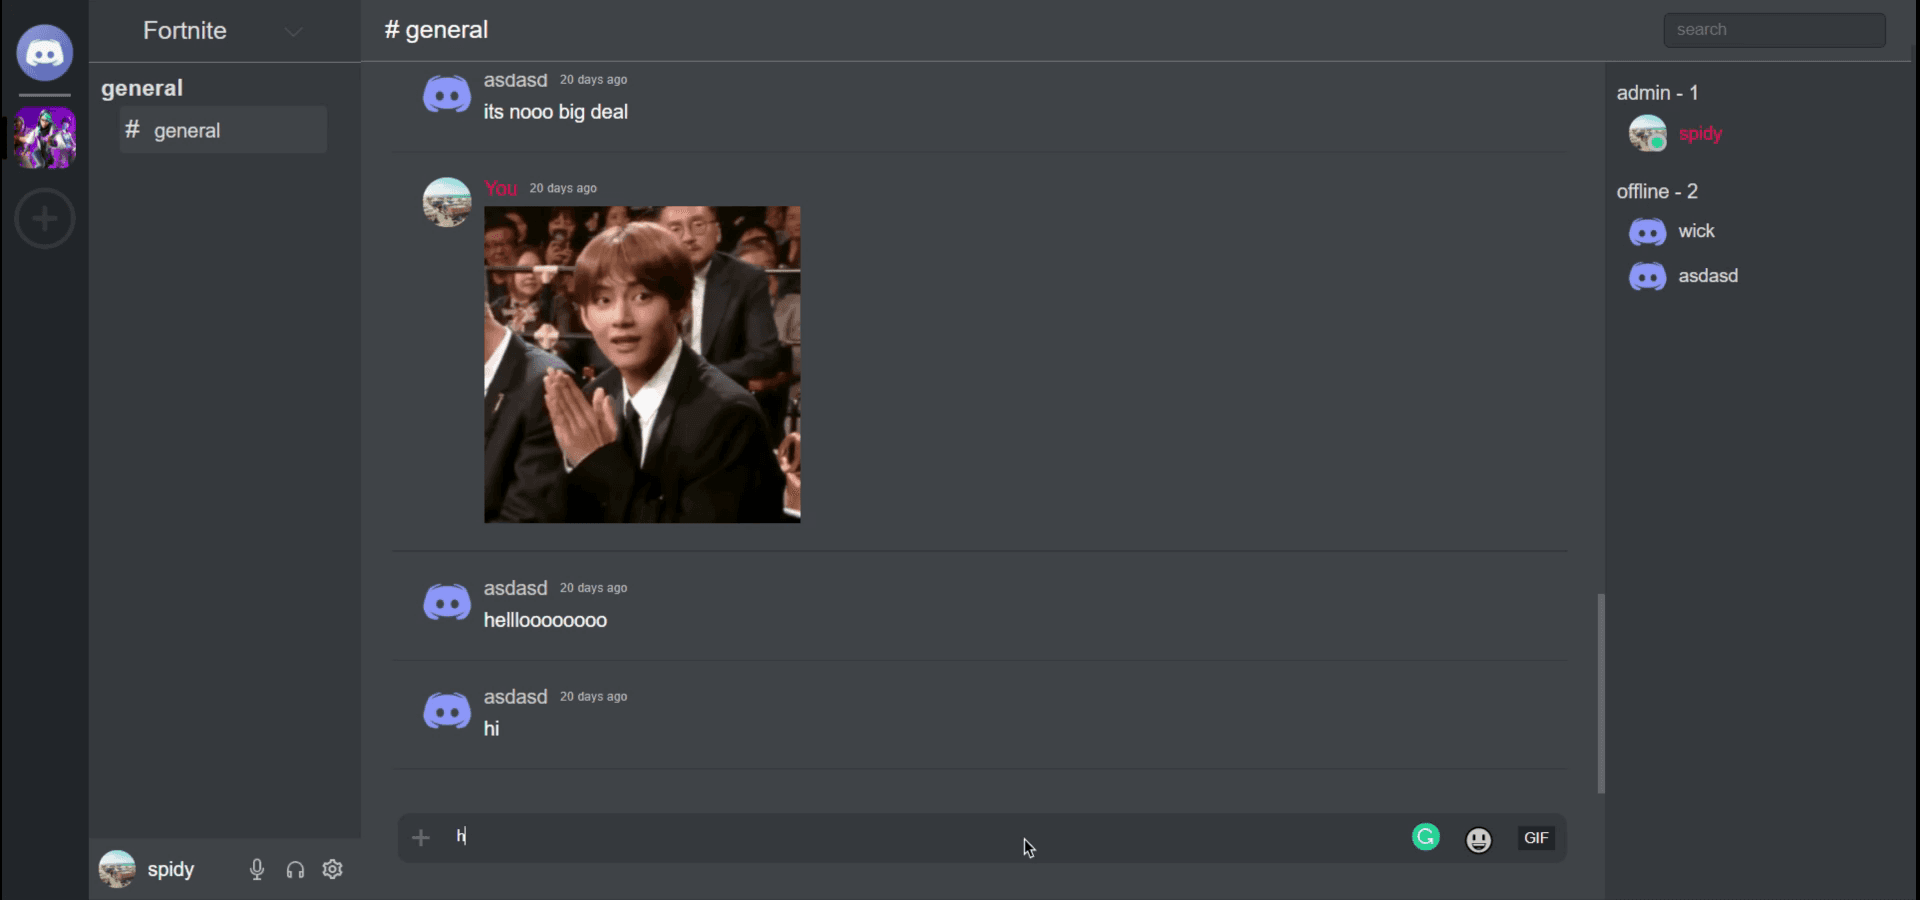 Fortnite
general
# general
# general
search
asdasd 20 days ago
its nooo big deal
You 20 days ago
asdasd 20 days ago
hellloooooooo
asdasd 20 days ago
hi
h
GIF
spidy
admin - 1
spidy
offline - 2
wick
asdasd